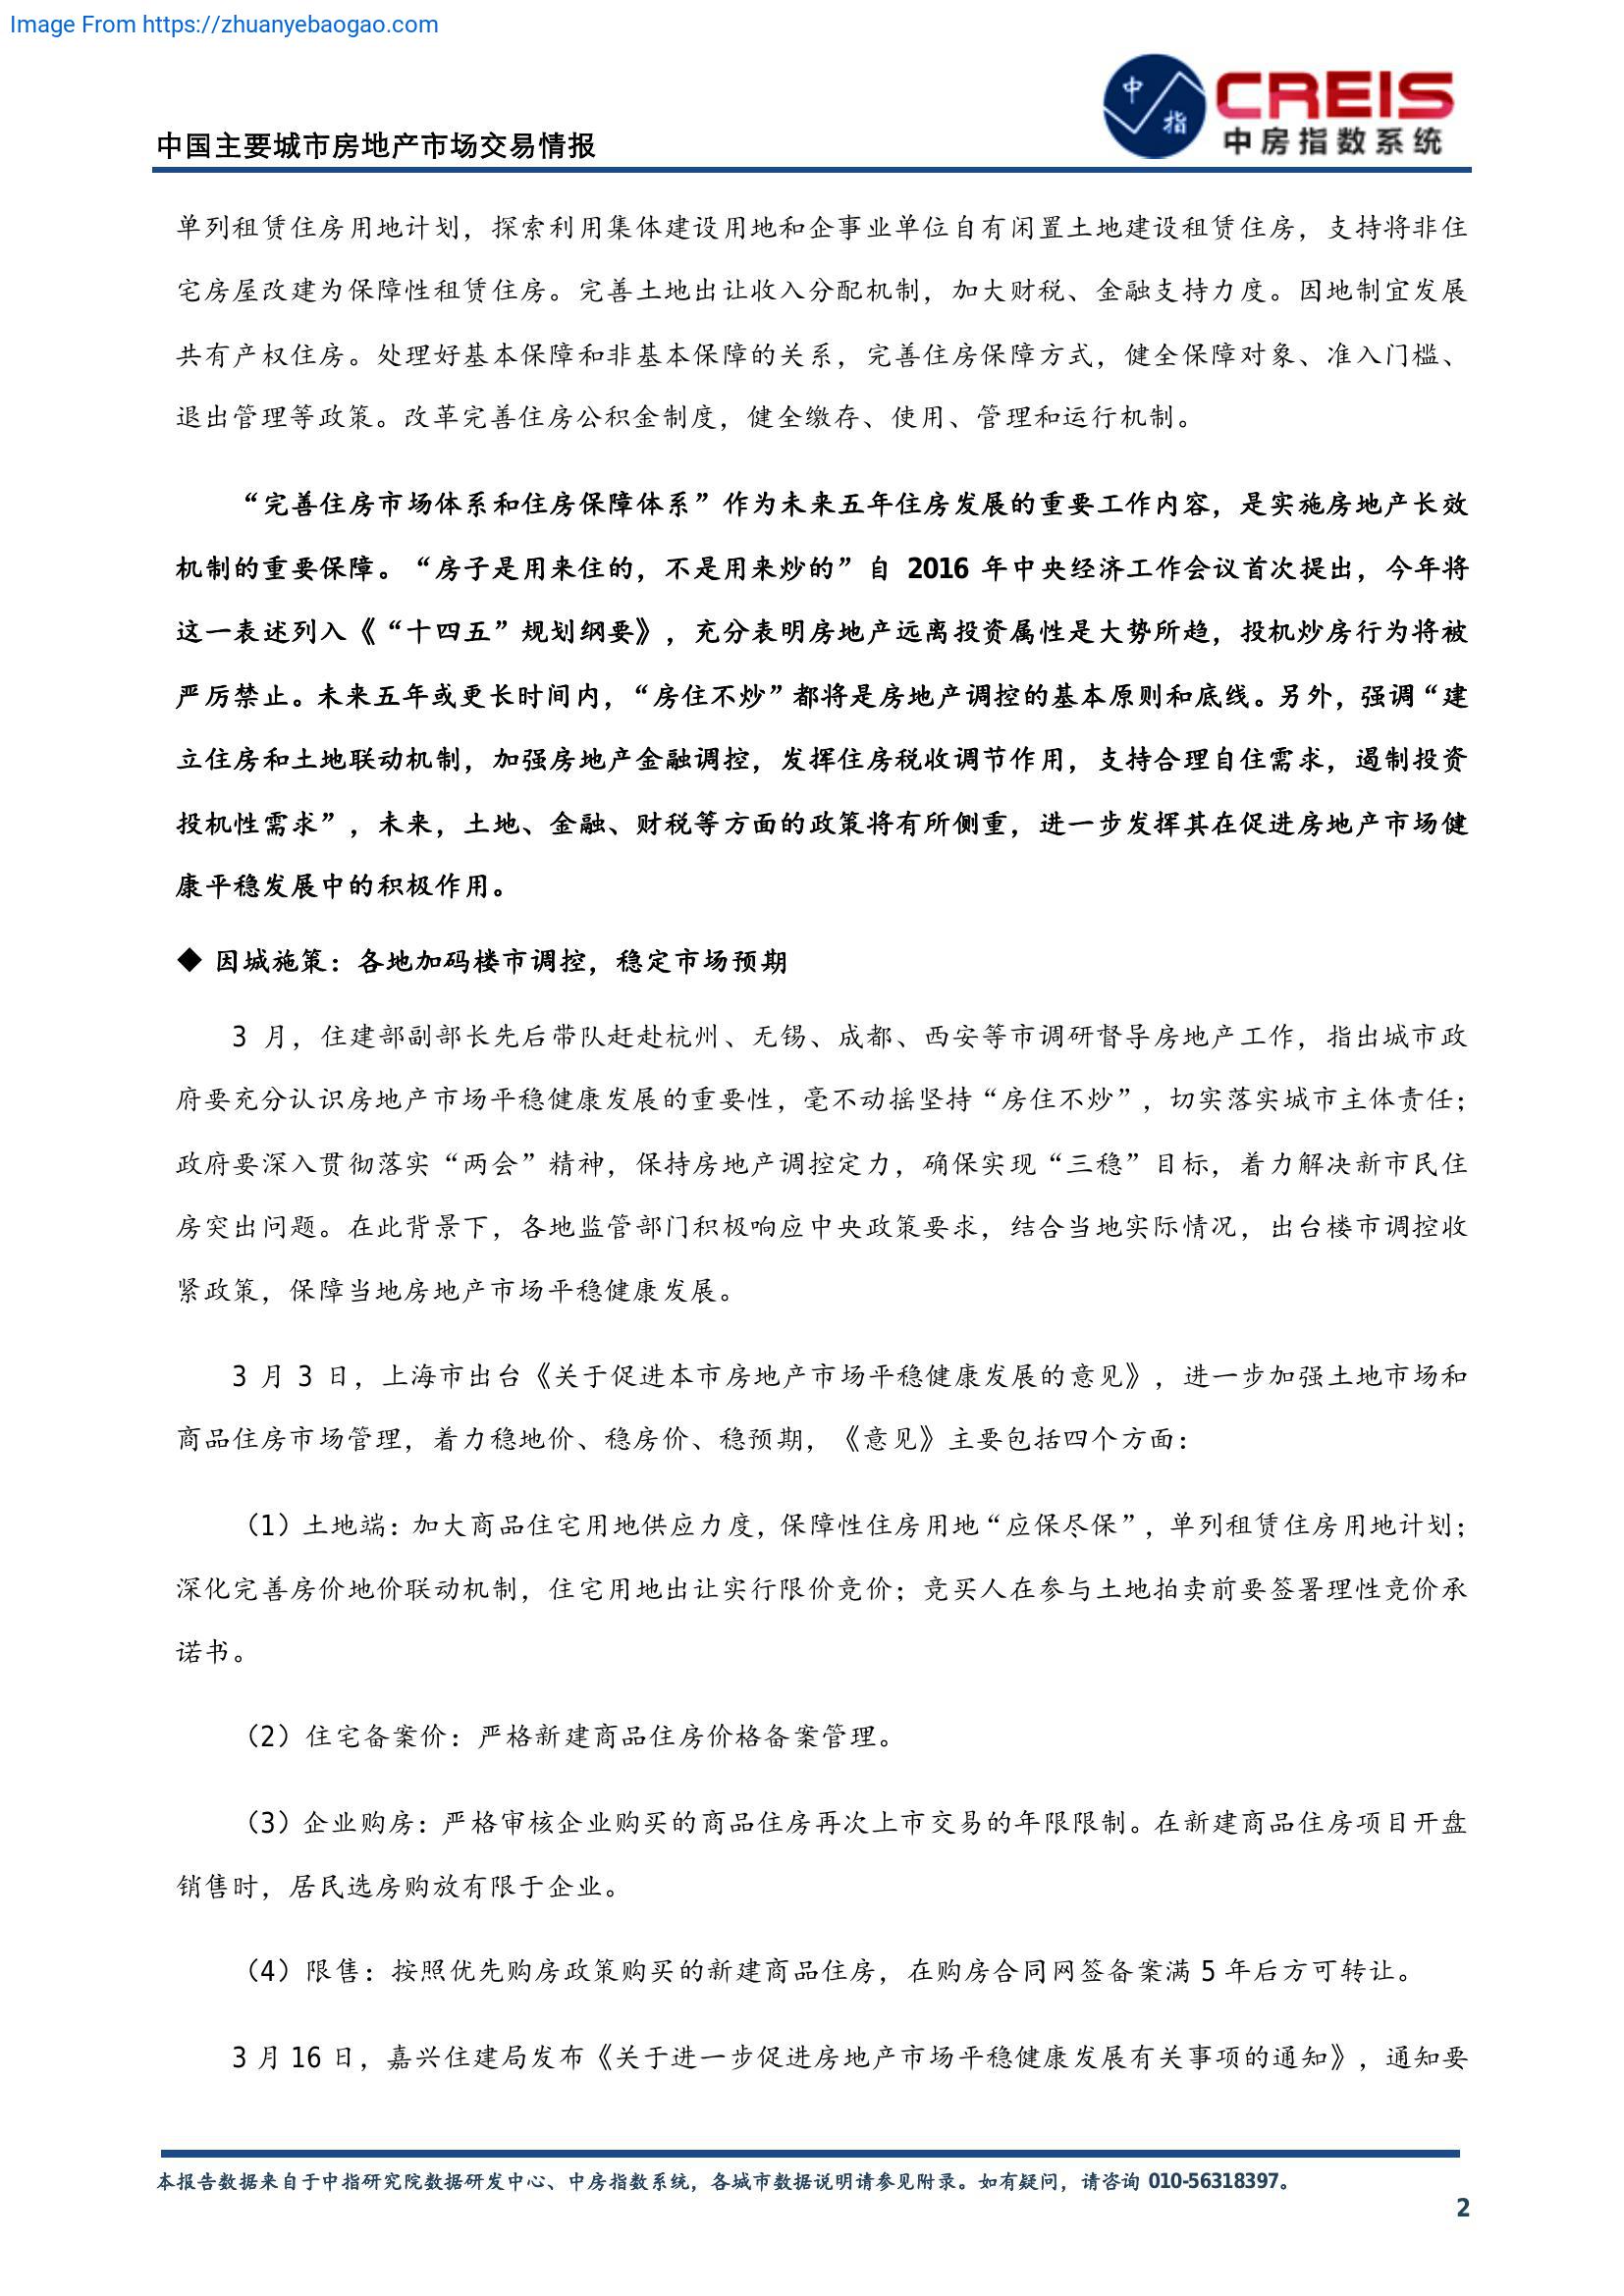 Image From https://zhuanyebaogao.com
中指
CREIS
中房指数系统
中国主要城市房地产市场交易情报
单列租赁住房用地计划，探索利用集体建设用地和企事业单位自有闲置土地建设租赁住房，支持将非住
宅房屋改建为保障性租赁住房。完善土地出让收入分配机制，加大财税、金融支持力度。因地制宜发展
共有产权住房。处理好基本保障和非基本保障的关系，完善住房保障方式，健全保障对象、准入门槛、
退出管理等政策。改革完善住房公积金制度，健全缴存、使用、管理和运行机制。
“完善住房市场体系和住房保障体系”作为未来五年住房发展的重要工作内容，是实施房地产长效
机制的重要保障。“房子是用来住的，不是用来炒的”自 2016 年中央经济工作会议首次提出，今年将
这一表述列入《“十四五”规划纲要》，充分表明房地产远离投资属性是大势所趋，投机炒房行为将被
严厉禁止。未来五年或更长时间内，“房住不炒”都将是房地产调控的基本原则和底线。另外，强调“建
立住房和土地联动机制，加强房地产金融调控，发挥住房税收调节作用，支持合理自住需求，遏制投资
投机性需求”，未来，土地、金融、财税等方面的政策将有所侧重，进一步发挥其在促进房地产市场健
康平稳发展中的积极作用。
◆ 因城施策：各地加码楼市调控，稳定市场预期
3 月，住建部副部长先后带队赶赴杭州、无锡、成都、西安等市调研督导房地产工作，指出城市政
府要充分认识房地产市场平稳健康发展的重要性，毫不动摇坚持“房住不炒”，切实落实城市主体责任；
政府要深入贯彻落实“两会”精神，保持房地产调控定力，确保实现“三稳”目标，着力解决新市民住
房突出问题。在此背景下，各地监管部门积极响应中央政策要求，结合当地实际情况，出台楼市调控收
紧政策，保障当地房地产市场平稳健康发展。
3 月 3 日，上海市出台《关于促进本市房地产市场平稳健康发展的意见》，进一步加强土地市场和
商品住房市场管理，着力稳地价、稳房价、稳预期，《意见》主要包括四个方面：
（1）土地端：加大商品住宅用地供应力度，保障性住房用地“应保尽保”，单列租赁住房用地计划；
深化完善房价地价联动机制，住宅用地出让实行限价竞价；竞买人在参与土地拍卖前要签署理性竞价承
诺书。
（2）住宅备案价：严格新建商品住房价格备案管理。
（3）企业购房：严格审核企业购买的商品住房再次上市交易的年限限制。在新建商品住房项目开盘
销售时，居民选房购放有限于企业。
（4）限售：按照优先购房政策购买的新建商品住房，在购房合同网签备案满 5 年后方可转让。
3 月 16 日，嘉兴住建局发布《关于进一步促进房地产市场平稳健康发展有关事项的通知》，通知要
本报告数据来自于中指研究院数据研发中心、中房指数系统，各城市数据说明请参见附录。如有疑问，请咨询 010-56318397。
2